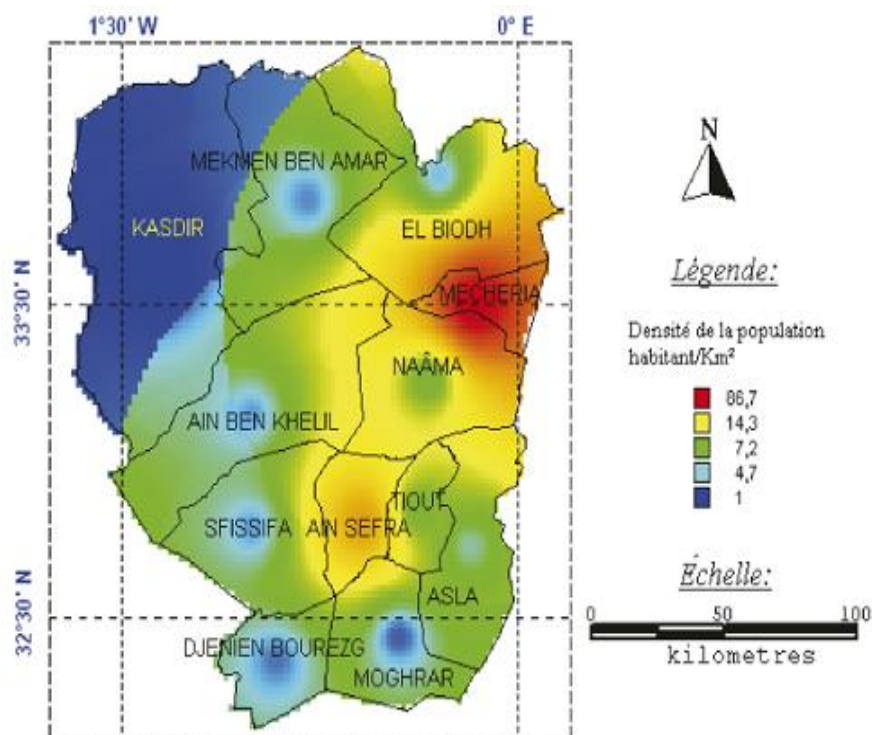 1°30' W
0° E
N
MEKMEN BEN AMAR
KASDIR
EL BIODH
33°30' N
MECHERIA
NAÂMA
AIN BEN KHELIL
TIOUT
SFISSIFA
AIN SEFRA
ASLA
32°30' N
DJENIEN BOUREZG
MOGHRAR
Lègende:
Densité de la population
habitant/Km²
86,7
14,3
7,2
4,7
1
Échelle:
0 50 100
kilometres